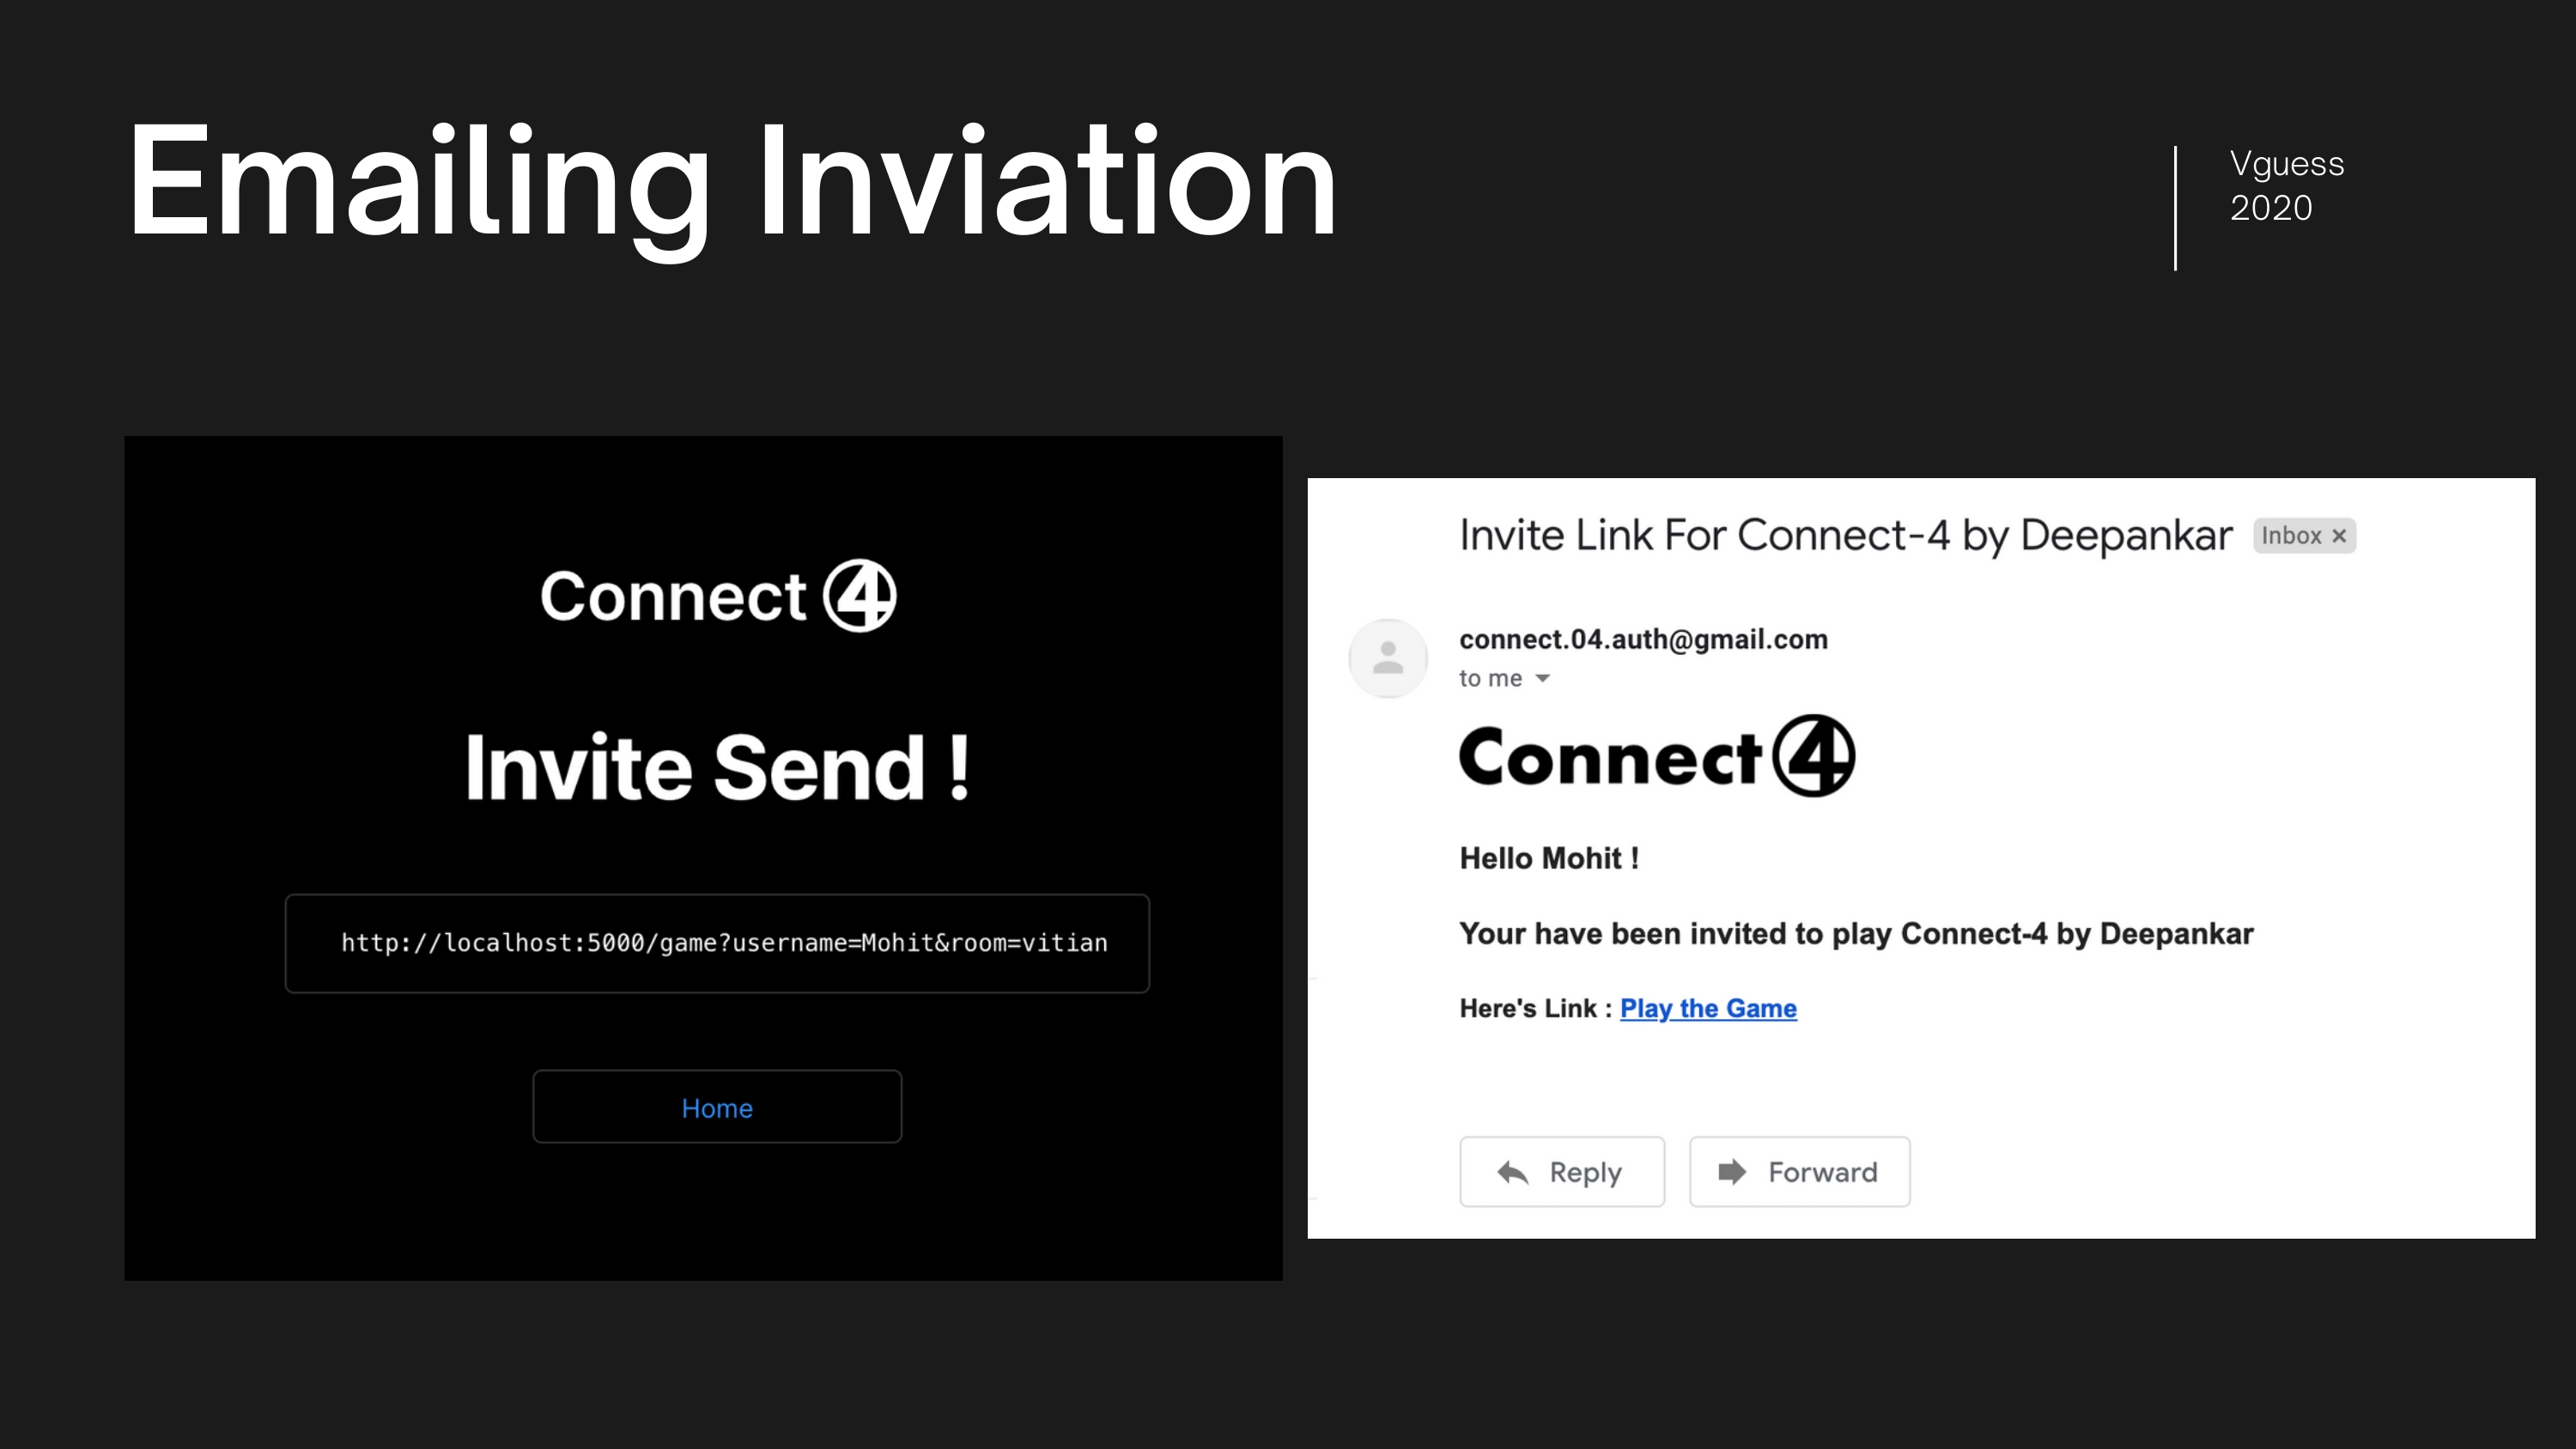 Emailing Inviation
Vguess
2020
Connect 4
Invite Send !
http://localhost:5000/game?username=Mohit&room=vitian
Home
Invite Link For Connect-4 by Deepankar Inbox ×
connect.04.auth@gmail.com
to me
Connect 4
Hello Mohit !
Your have been invited to play Connect-4 by Deepankar
Here's Link : Play the Game
Reply Forward